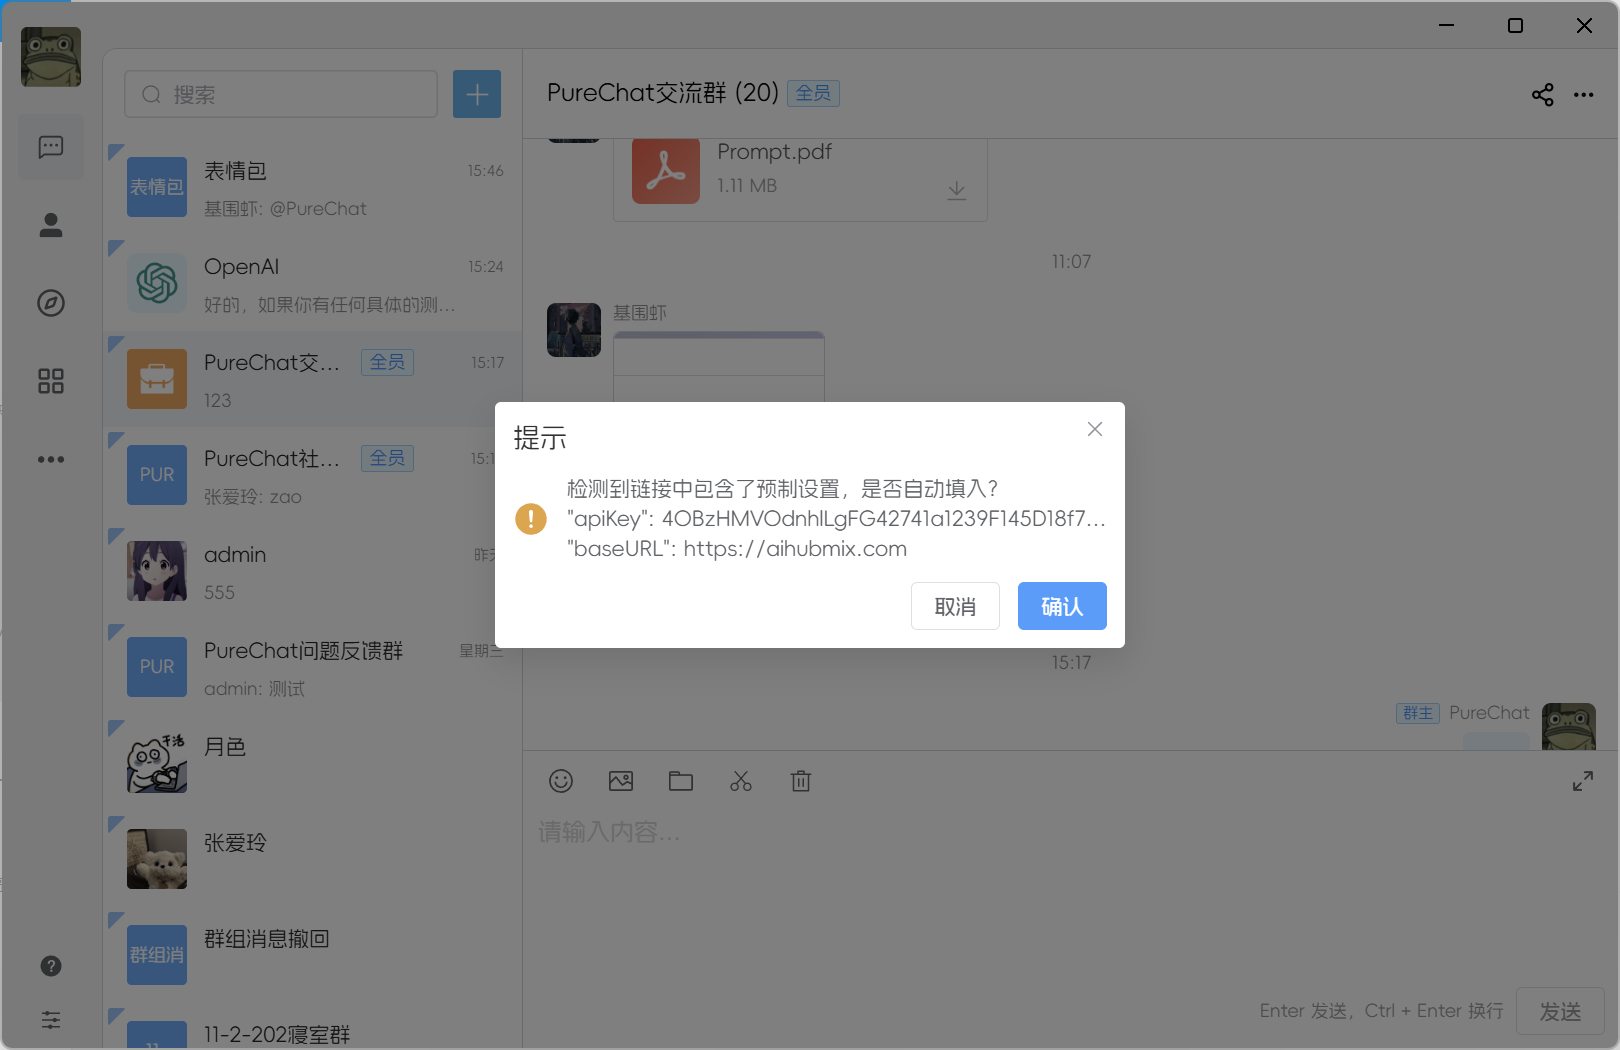 搜索
表情包
表情包
15:46
基围虾: @PureChat
OpenAI
15:24
好的，如果你有任何具体的测...
PureChat交...
全员
15:17
123
PUR
PureChat社...
全员
张爱玲: zao
admin
555
PUR
PureChat问题反馈群
星期三
admin: 测试
干活
月色
张爱玲
群组消
群组消息撤回
11-2-202寝室群
PureChat交流群 (20)
全员
Prompt.pdf
1.11 MB
11:07
基围虾
提示
检测到链接中包含了预制设置，是否自动填入?
"apiKey": 4OBzHMVOdnhlLgFG42741a1239F145D18f7...
"baseURL": https://aihubmix.com
取消
确认
15:17
群主
PureChat
请输入内容...
Enter 发送，Ctrl + Enter 换行
发送